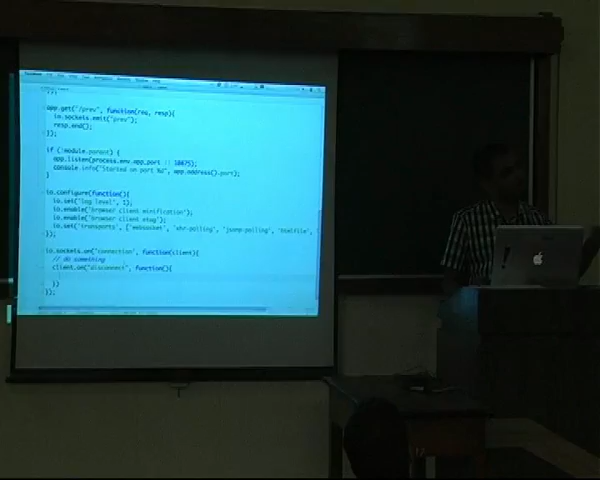 });
app.get("/prev", function(req, resp){
io.sockets.emit("prev");
resp.end();
});
if (!module.parent) {
app.listen(process.env.app_port || 10875);
console.info("Started on port %d", app.address().port);
}
io.configure(function(){
io.set('log level', 1);
io.enable('browser client minification');
io.enable('browser client etag');
io.set('transports', ['websocket', 'xhr-polling', 'jsonp-polling', 'htmlfile',
});
io.sockets.on('connection', function(client){
// do something
client.on("disconnect", function(){
})
});